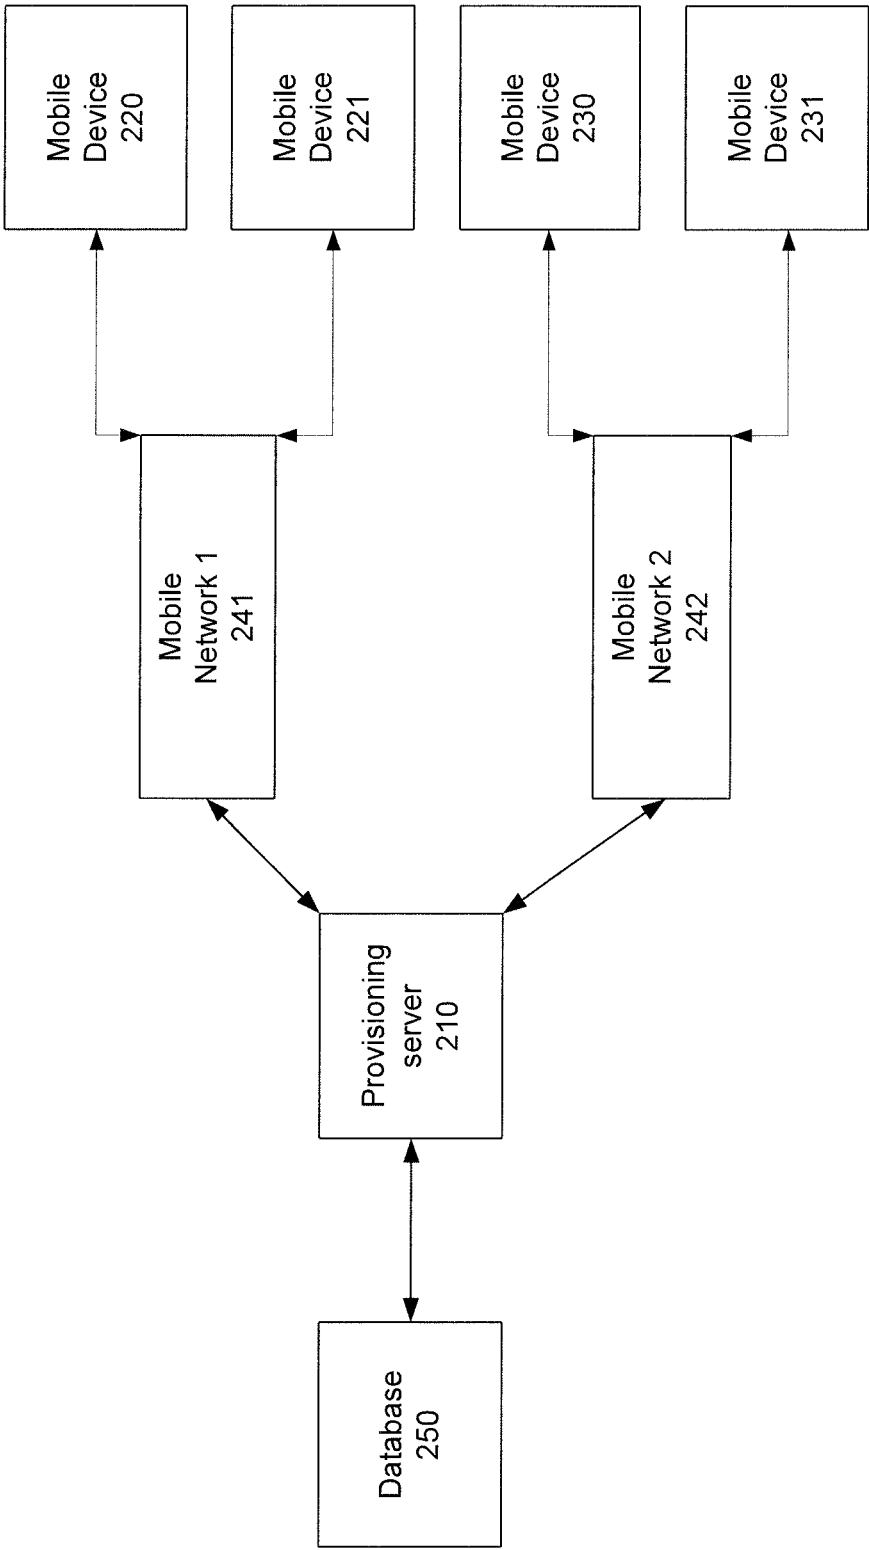 Mobile
Device
220
Mobile
Device
221
Mobile
Device
230
Mobile
Device
231
Mobile
Network 1
241
Mobile
Network 2
242
Provisioning
server
210
Database
250